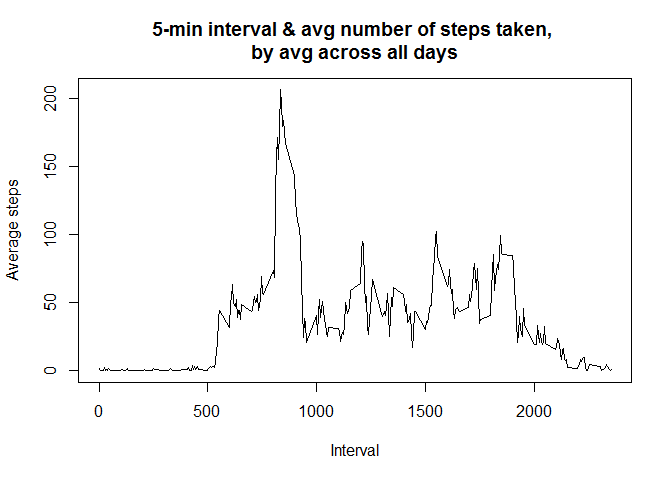 5-min interval & avg number of steps taken,
by avg across all days
Average steps
200
150
100
50
0
0 500 1000 1500 2000
Interval